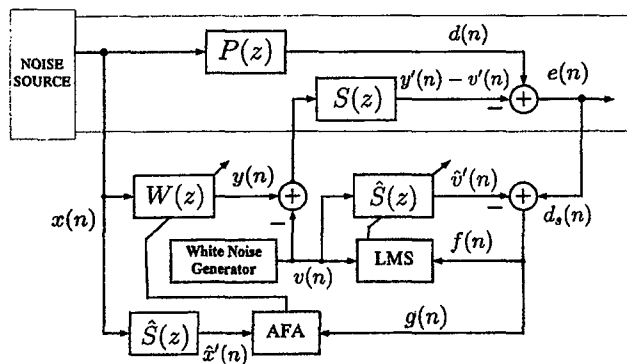 NOISE
SOURCE
P(z)
d(n)
e(n)
S(z)
y'(n) − v'(n)
+
−
W(z)
y(n)
+
−
Ŝ(z)
v̂'(n)
+
−
x(n)
d_s(n)
White Noise
Generator
v(n)
LMS
f(n)
Ŝ(z)
x̂'(n)
AFA
g(n)